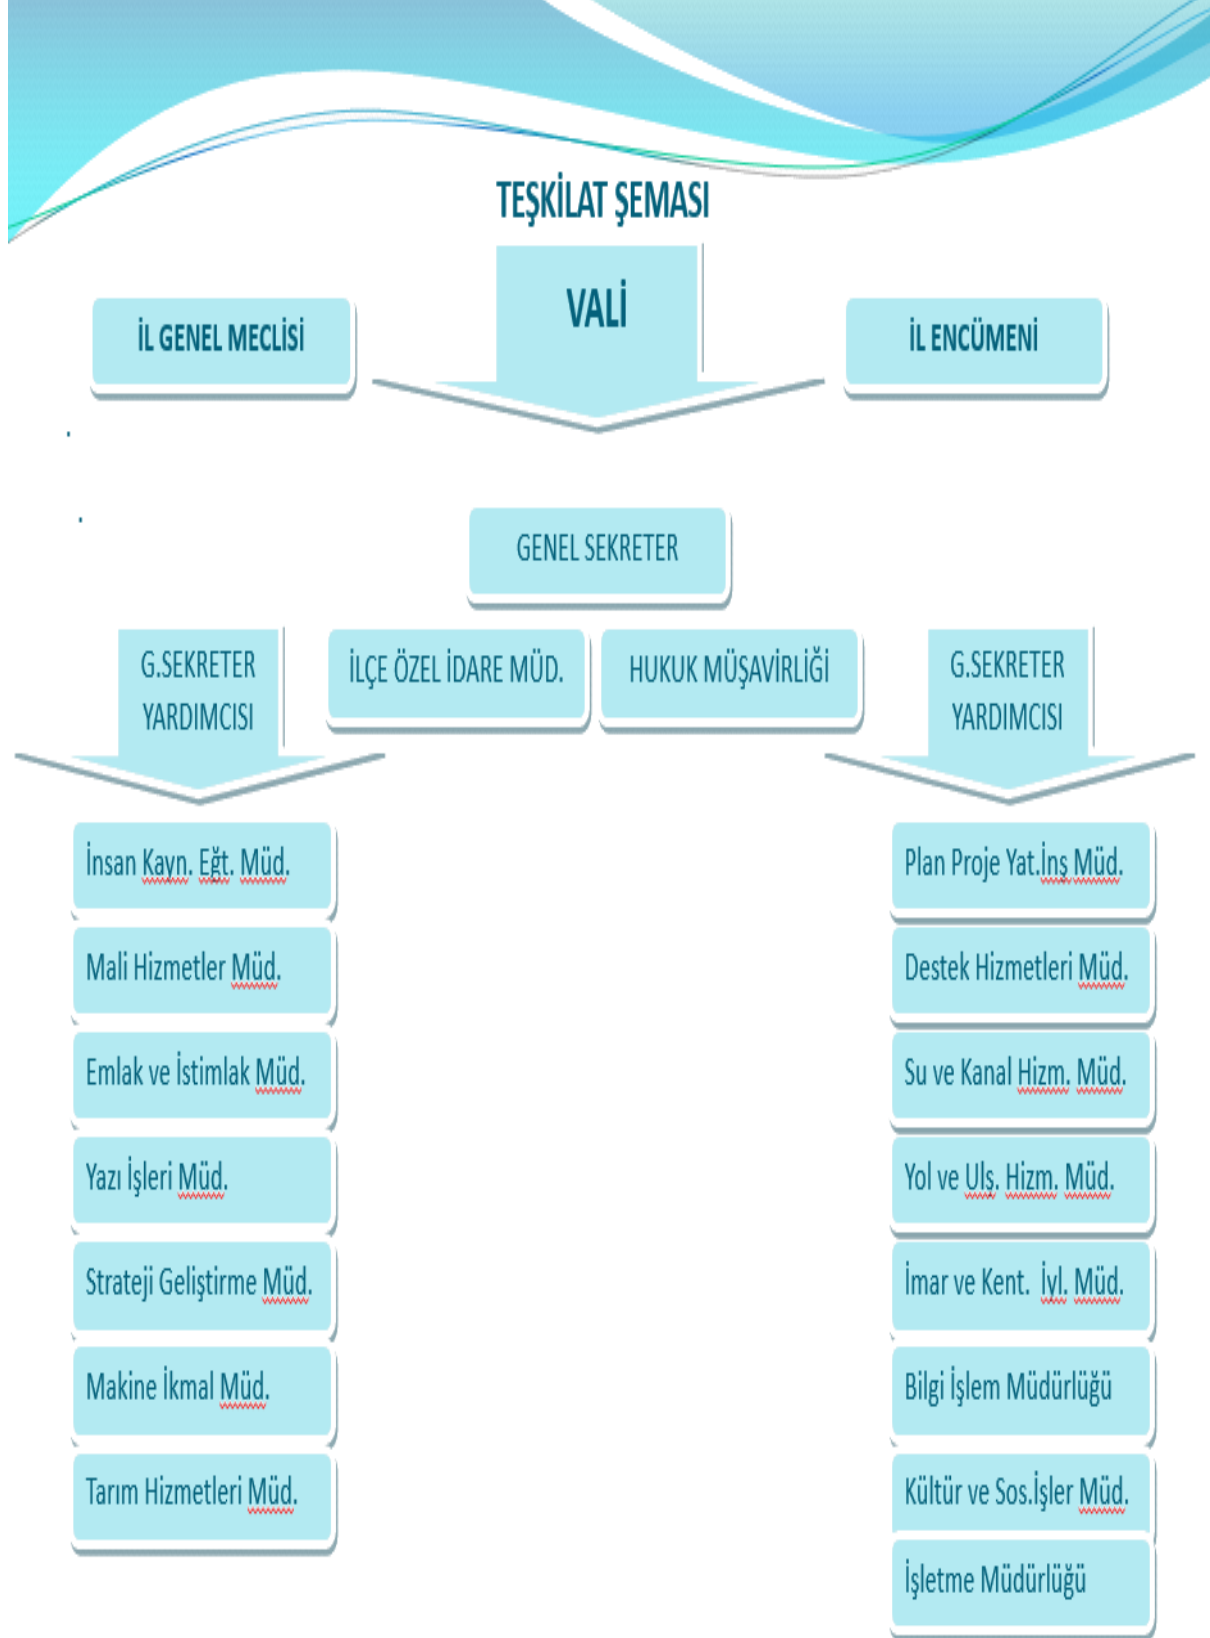 TEŞKİLAT ŞEMASI
VALİ
İL GENEL MECLİSİ
İL ENCÜMENİ
GENEL SEKRETER
G.SEKRETER
YARDIMCISI
İLÇE ÖZEL İDARE MÜD.
HUKUK MÜŞAVİRLİĞİ
G.SEKRETER
YARDIMCISI
İnsan Kayn. Eğt. Müd.
Mali Hizmetler Müd.
Emlak ve İstimlak Müd.
Yazı İşleri Müd.
Strateji Geliştirme Müd.
Makine İkmal Müd.
Tarım Hizmetleri Müd.
Plan Proje Yat.İnş Müd.
Destek Hizmetleri Müd.
Su ve Kanal Hizm. Müd.
Yol ve Ulş. Hizm. Müd.
İmar ve Kent. İyl. Müd.
Bilgi İşlem Müdürlüğü
Kültür ve Sos.İşler Müd.
İşletme Müdürlüğü